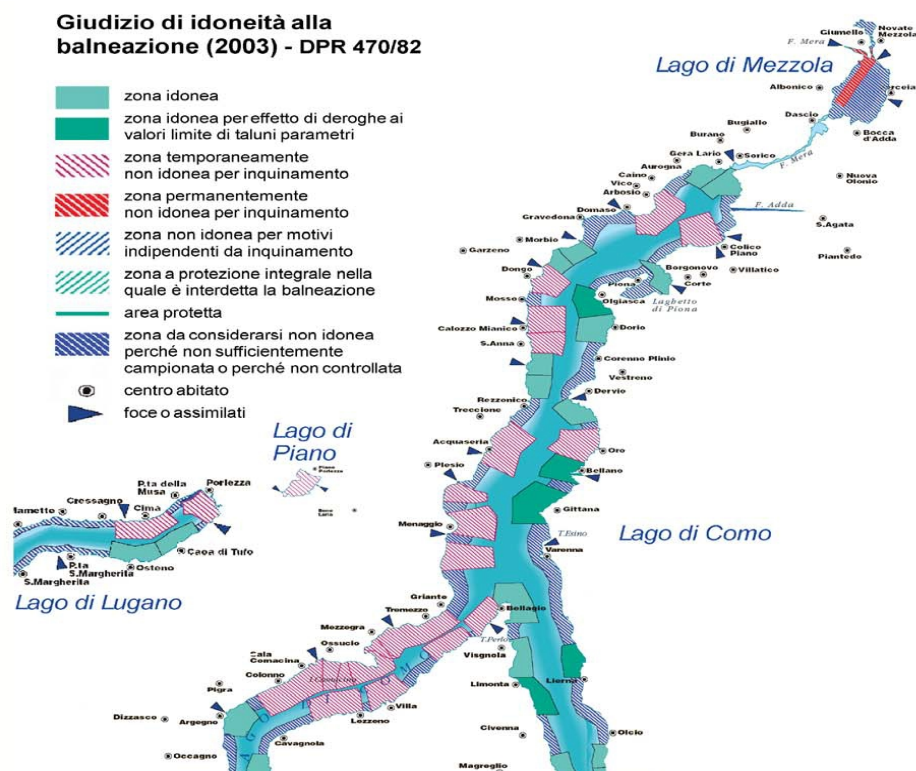 Giudizio di idoneità alla
balneazione (2003) - DPR 470/82
zona idonea
zona idonea per effetto di deroghe ai
valori limite di taluni parametri
zona temporaneamente
non idonea per inquinamento
zona permanentemente
non idonea per inquinamento
zona non idonea per motivi
indipendenti da inquinamento
zona a protezione integrale nella
quale è interdetta la balneazione
area protetta
zona da considerarsi non idonea
perché non sufficientemente
campionata o perché non controllata
centro abitato
foce o assimilati
Novate
Mezzola
Giumello
F. Mera
Lago di Mezzola
Albonico
Dascio
Bocca
d'Adda
Bugiallo
Burano
Gera Lario
Sorico
F. Mera
Aurogna
Caino
Vico
Arbosio
Nuova
Olonio
Domaso
Gravedona
F. Adda
S.Agata
Garzeno
Morbio
Colico
Piano
Piantedo
Dongo
Borgonovo
Villatico
Piona
Corte
Olgiasca
Laghetto
di Piona
Mosso
Calozzo Mianico
Dorio
S.Anna
Corenno Plinio
Vestreno
Rezzonico
Dervio
Treccione
Lago di
Piano
Acquaseria
Oro
Plesio
Bellano
P.ta della
Musa
Porlezza
Cressagno
Cima
Gittana
Menaggio
Lago di Como
T.Esino
Varenna
Caoa di Tufo
P.ta
S.Margherita
Osteno
S.Margherita
Lago di Lugano
Griante
Tremezzo
Bellagio
Mezzegra
T.Perlo
Ossucio
Visgnola
Comacina
Colonno
I.Comacina
Limonta
Lierna
Pigra
Villa
Lezzeno
Dizzasco
Argegno
Civenna
Olcio
Cavagnola
Occagno
Magreglio